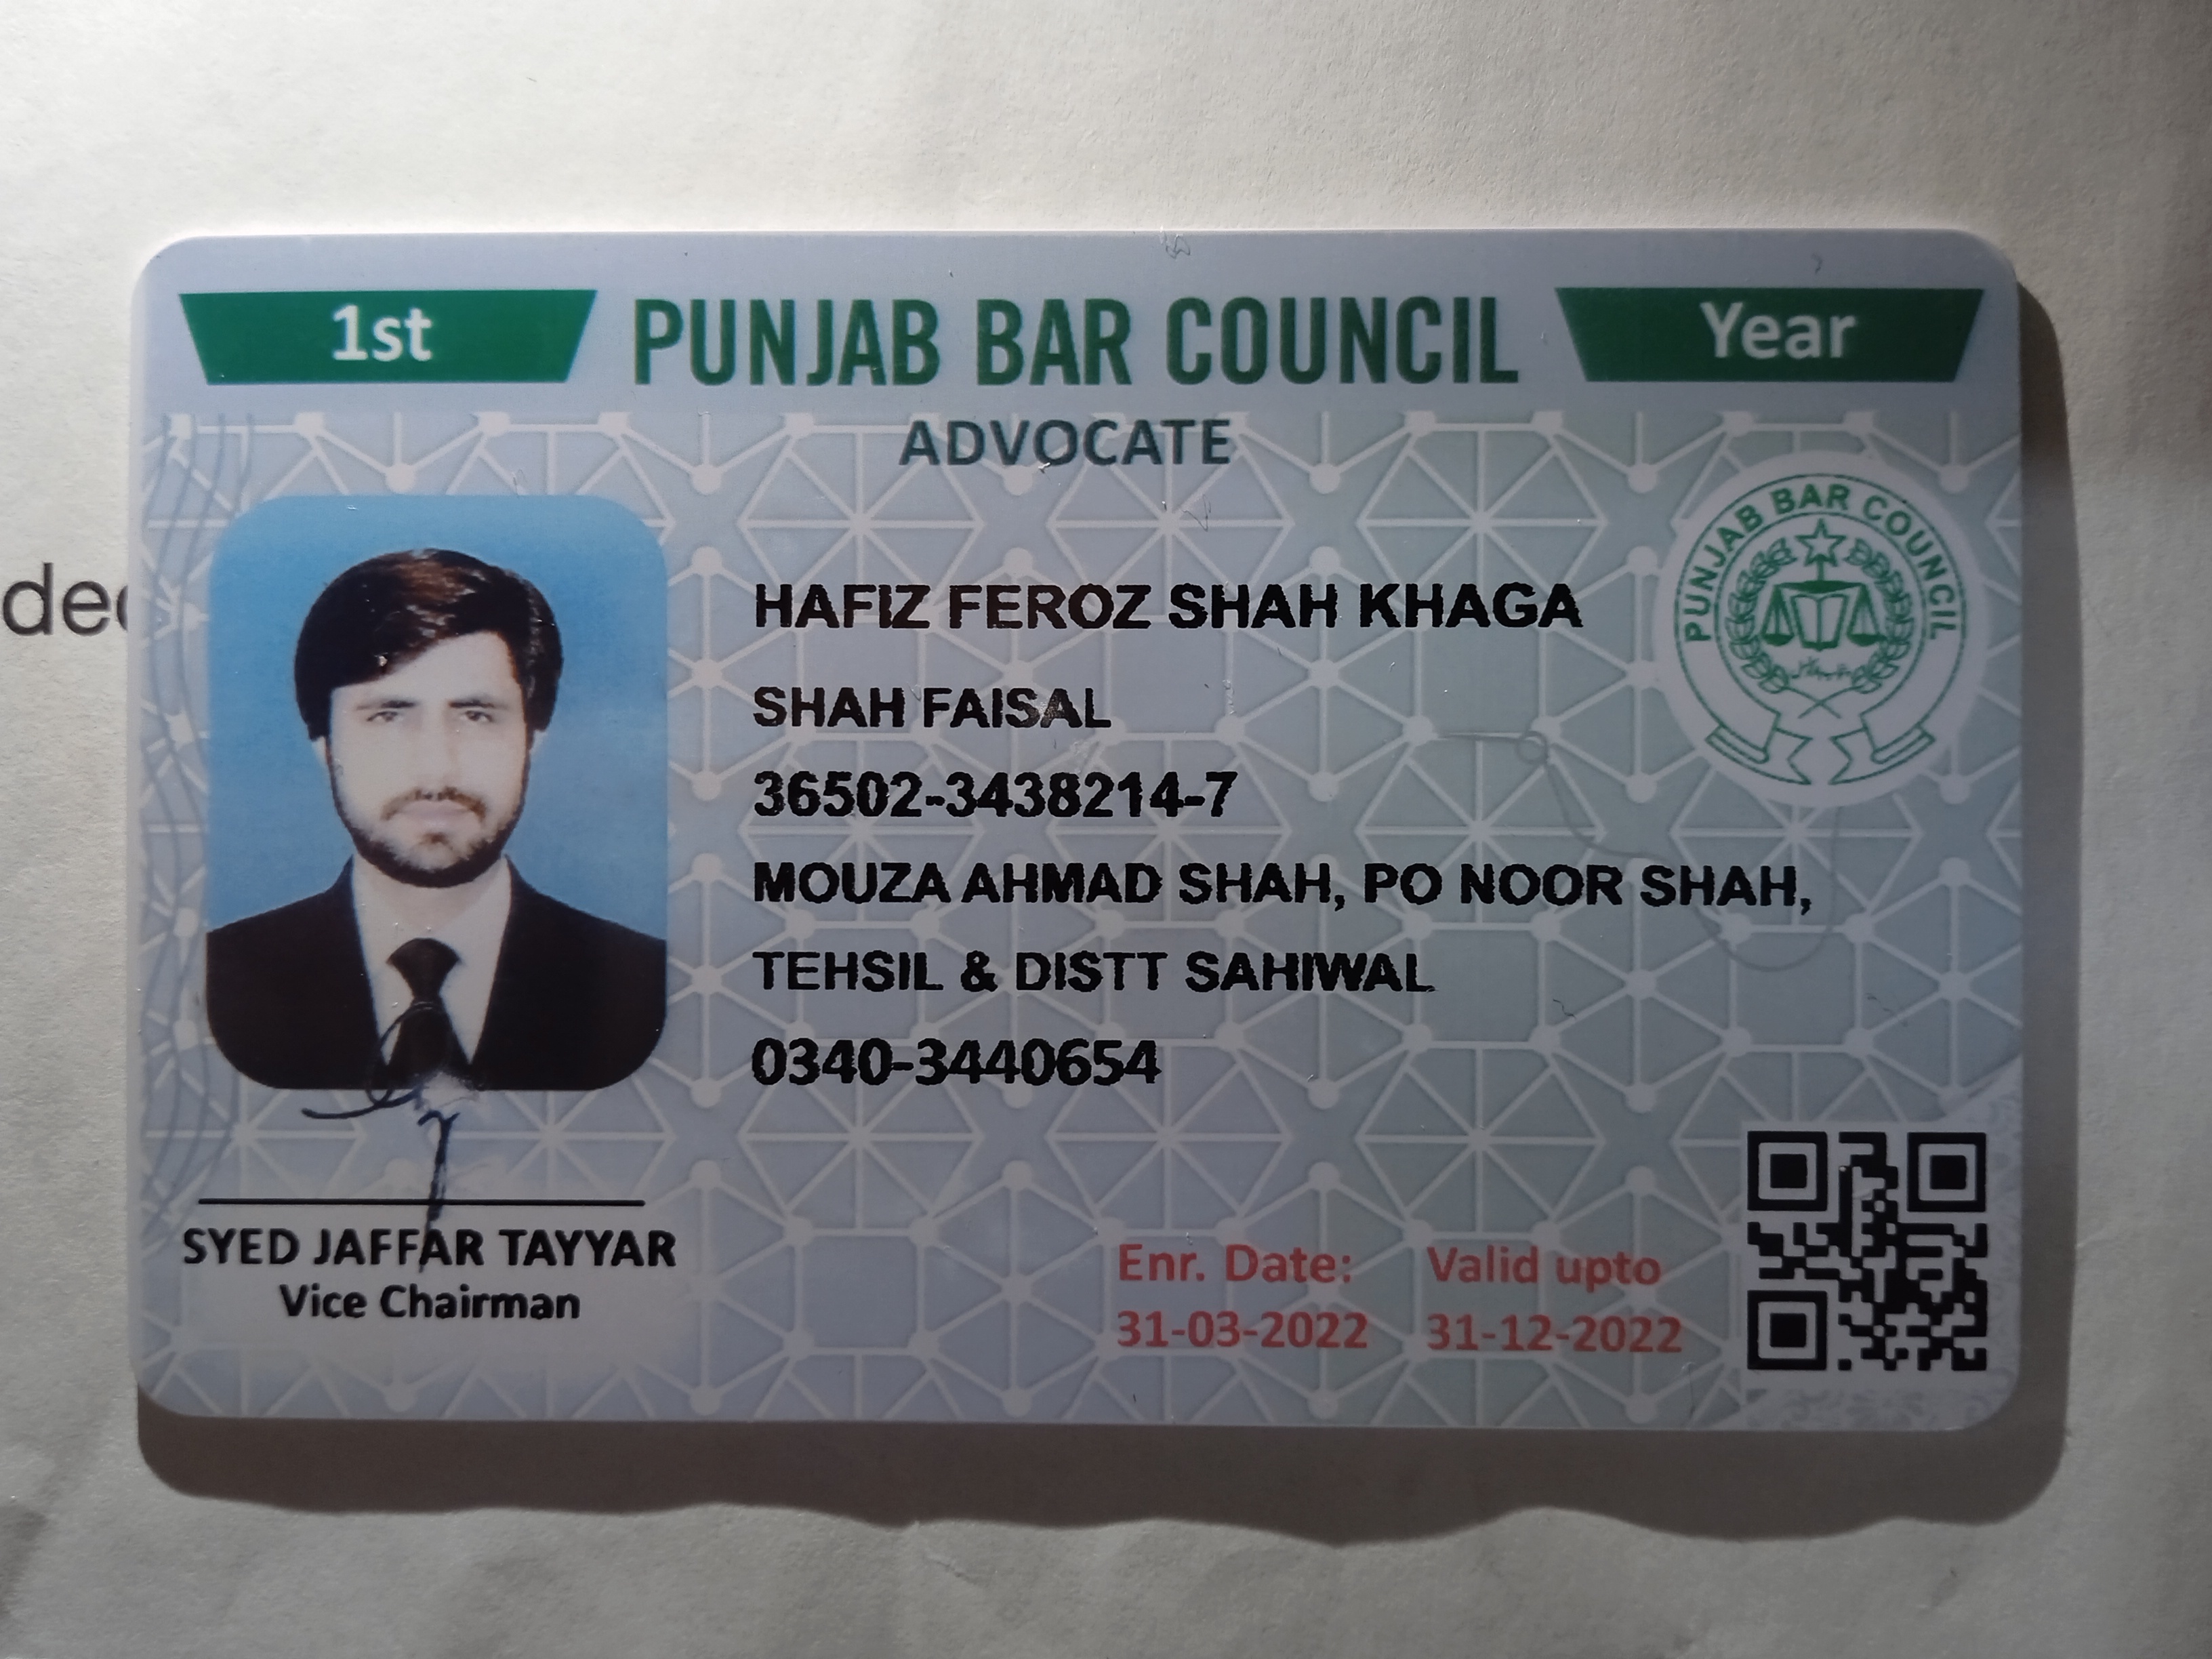 1st PUNJAB BAR COUNCIL Year
ADVOCATE
PUNJAB BAR COUNCIL
HAFIZ FEROZ SHAH KHAGA
SHAH FAISAL
36502-3438214-7
MOUZA AHMAD SHAH, PO NOOR SHAH,
TEHSIL & DISTT SAHIWAL
0340-3440654
SYED JAFFAR TAYYAR
Vice Chairman
Enr. Date: Valid upto
31-03-2022 31-12-2022